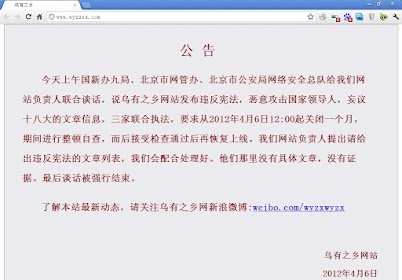 乌有之乡
www.wyzxsx.com
公 告
今天上午国新办九局、北京市网管办、北京市公安局网络安全总队给我们网
站负责人联合谈话，说乌有之乡网站发布违反宪法，恶意攻击国家领导人，妄议
十八大的文章信息，三家联合执法，要求从2012年4月6日12:00起关闭一个月，
期间进行整顿自查，而后接受检查通过后再恢复上线。我们网站负责人提出请给
出违反宪法的文章列表，我们会配合处理好。他们那里没有具体文章，没有证
据。最后谈话被强行结束。
了解本站最新动态，请关注乌有之乡网新浪微博:weibo.com/wyzxwyzx
乌有之乡网站
2012年4月6日